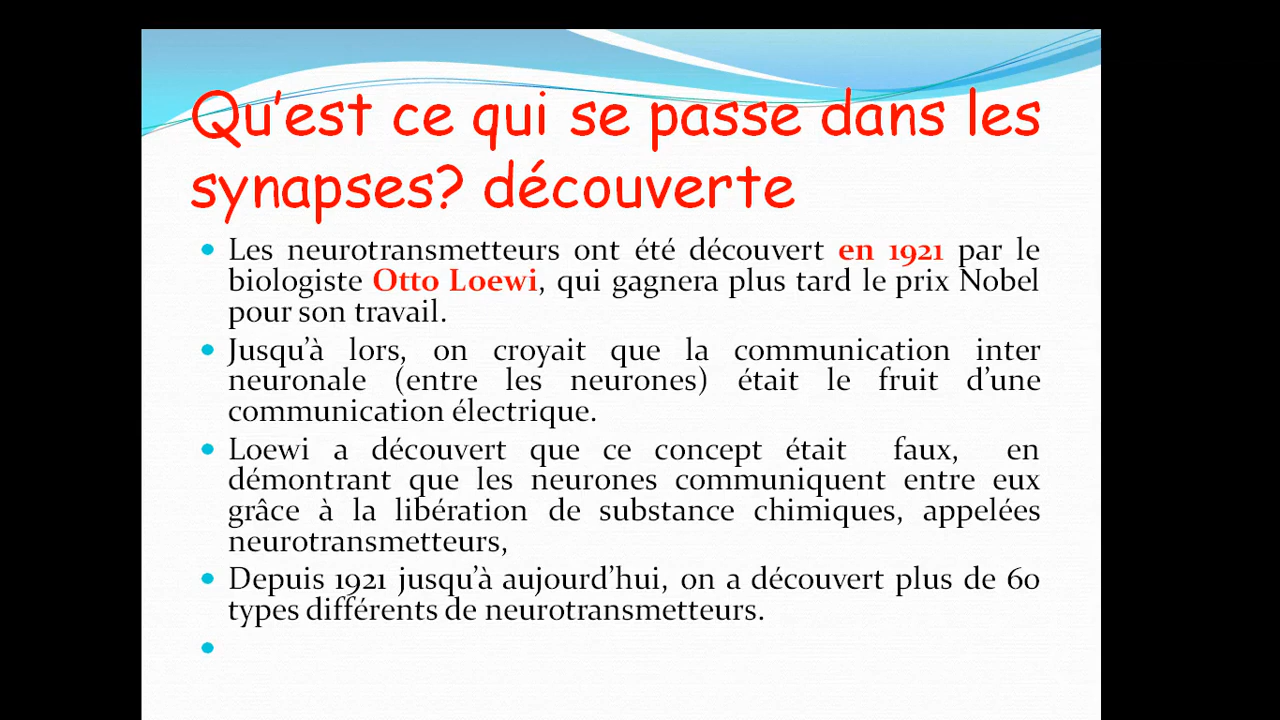 Qu'est ce qui se passe dans les
synapses? découverte
Les neurotransmetteurs ont été découvert en 1921 par le
biologiste Otto Loewi, qui gagnera plus tard le prix Nobel
pour son travail.
Jusqu'à lors, on croyait que la communication inter
neuronale (entre les neurones) était le fruit d'une
communication électrique.
Loewi a découvert que ce concept était faux, en
démontrant que les neurones communiquent entre eux
grâce à la libération de substance chimiques, appelées
neurotransmetteurs,
Depuis 1921 jusqu'à aujourd'hui, on a découvert plus de 60
types différents de neurotransmetteurs.